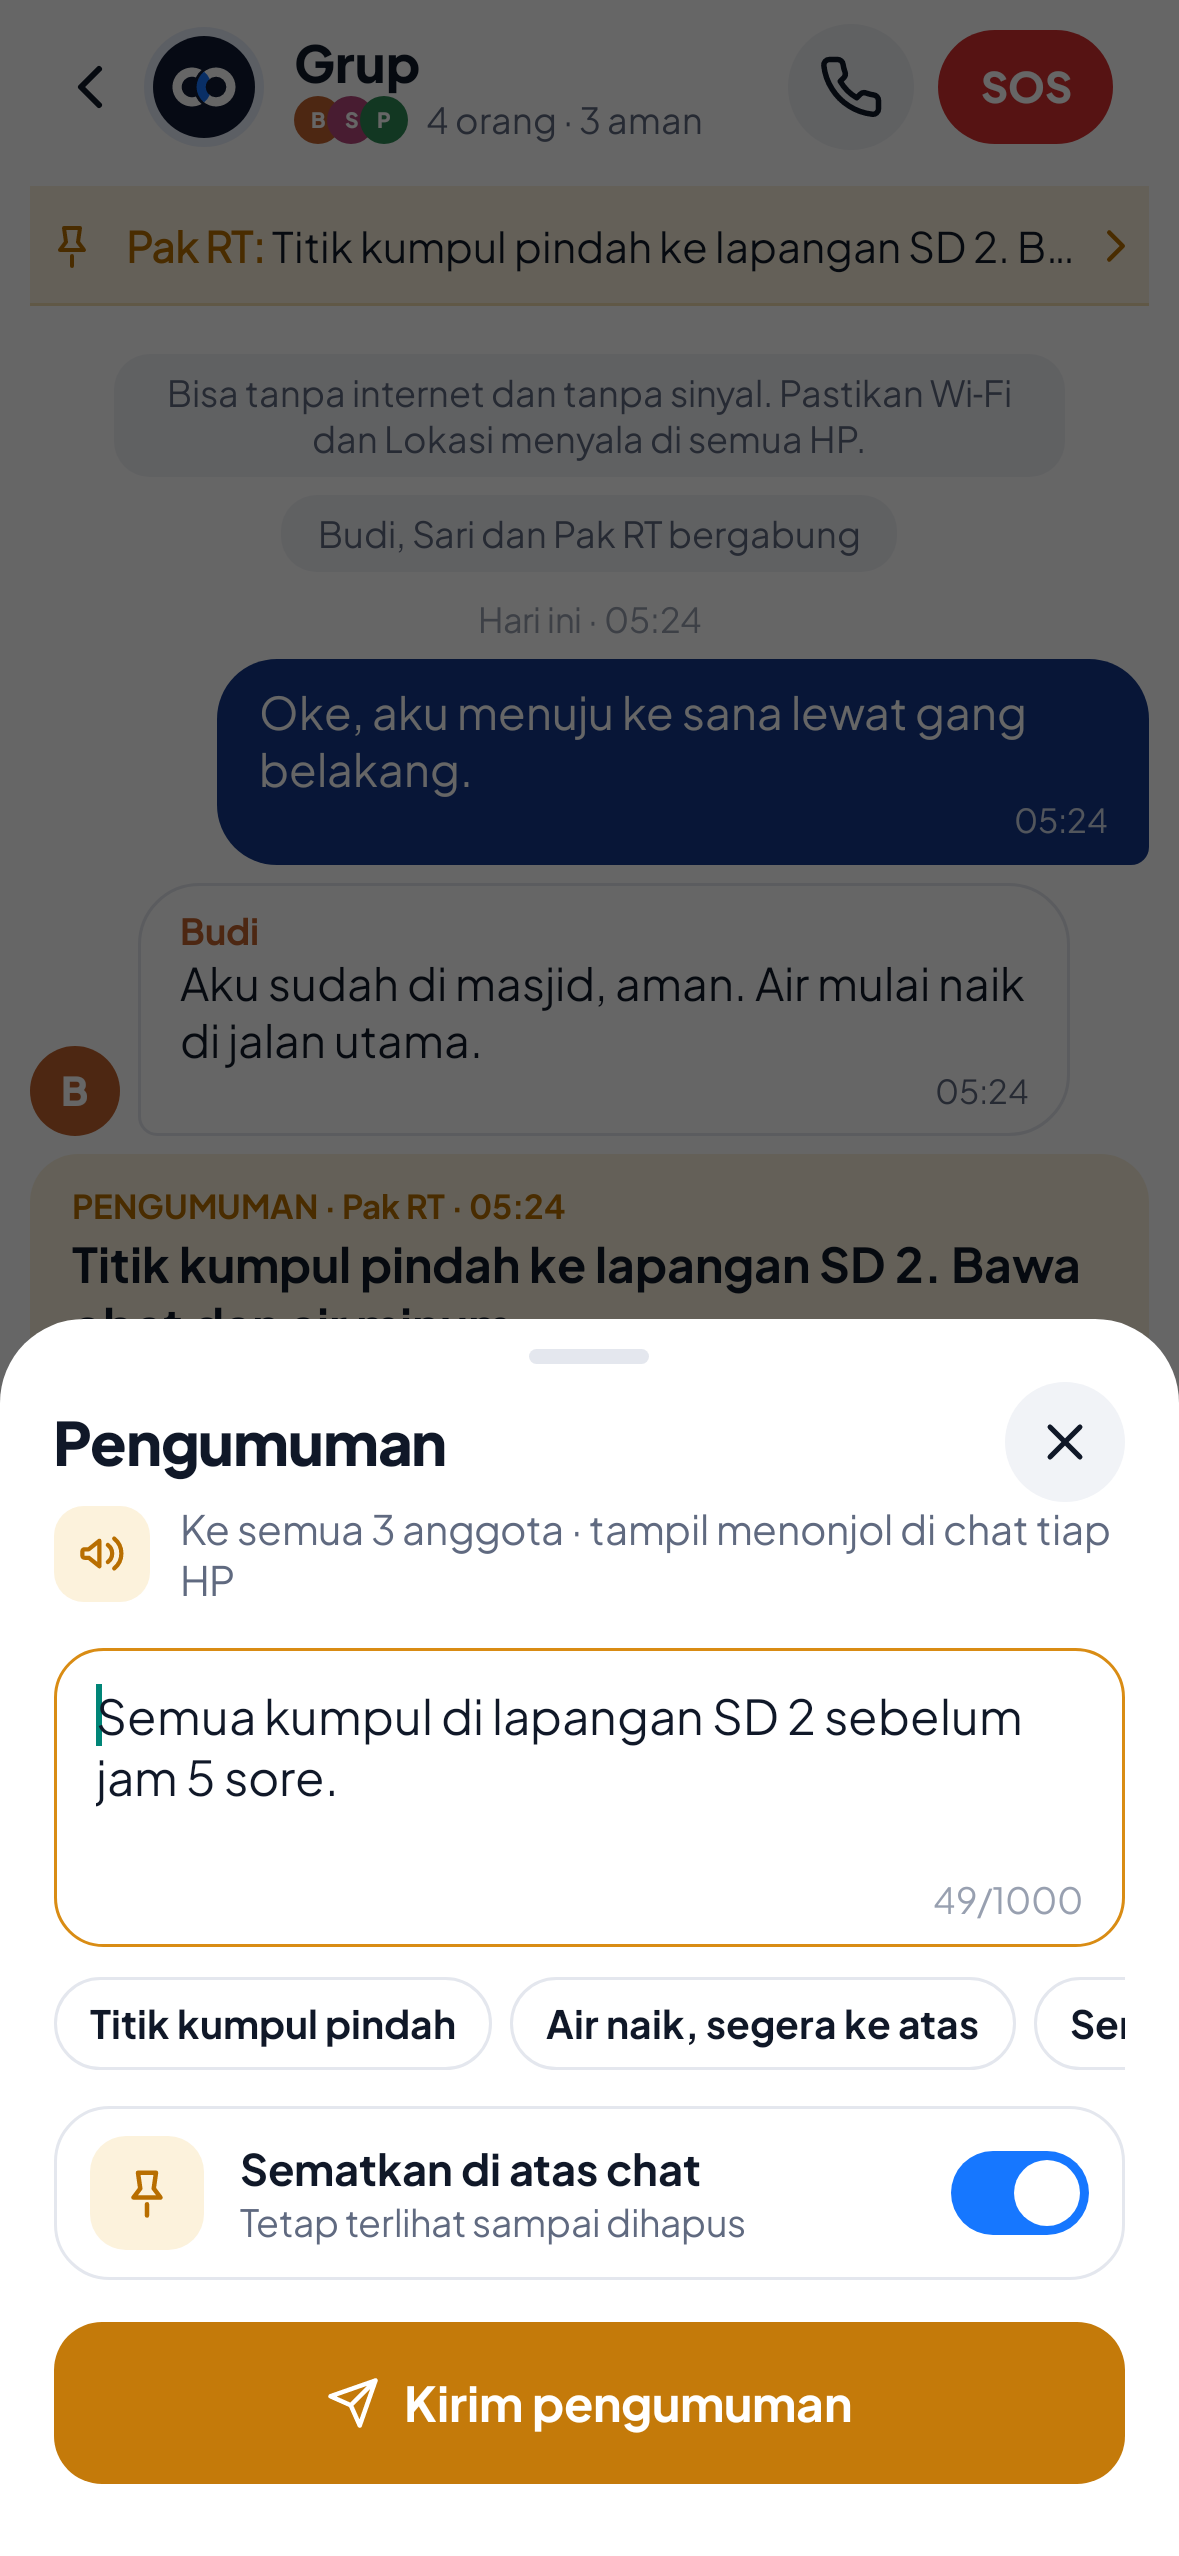 Grup
SOS
B S P 4 orang · 3 aman
Pak RT: Titik kumpul pindah ke lapangan SD 2. B...
Bisa tanpa internet dan tanpa sinyal. Pastikan Wi-Fi
dan Lokasi menyala di semua HP.
Budi, Sari dan Pak RT bergabung
Hari ini · 05:24
Oke, aku menuju ke sana lewat gang
belakang.
05:24
Budi
Aku sudah di masjid, aman. Air mulai naik
di jalan utama.
05:24
B
PENGUMUMAN · Pak RT · 05:24
Titik kumpul pindah ke lapangan SD 2. Bawa
obat dan air minum.
Pengumuman
Ke semua 3 anggota · tampil menonjol di chat tiap
HP
Semua kumpul di lapangan SD 2 sebelum
jam 5 sore.
49/1000
Titik kumpul pindah
Air naik, segera ke atas
Ser
Sematkan di atas chat
Tetap terlihat sampai dihapus
Kirim pengumuman